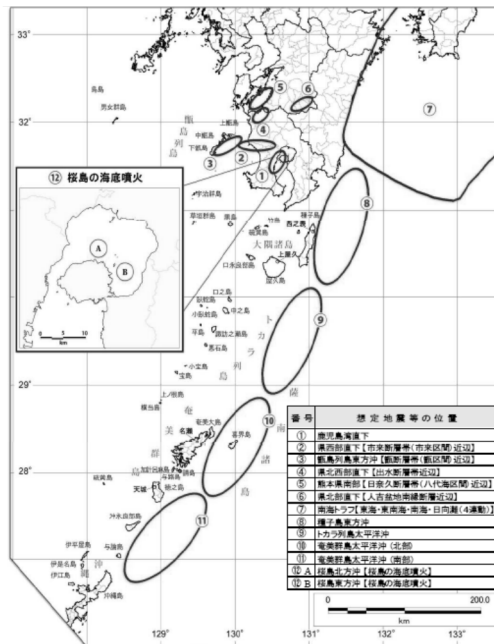 32°
32°
29°
28°
129°
130°
131°
132°
133°
男女群島
甑島列島
上甑島
中甑島
下甑島
⑤
⑥
④
③
②
①
⑦
⑧
⑨
⑩
⑪
⑫ 桜島の海底噴火
A
B
0 5 10
km
宇治群島
草垣群島
黒島
竹島
硫黄島
種子島
西之表
大隅諸島
口永良部島
上屋久
屋久島
口之島
臥蛇島
中之島
小臥蛇島
平島
諏訪之瀬島
悪石島
トカラ列島
小宝島
宝島
上ノ根島
横当島
奄美大島
名瀬
喜界島
奄美群島
薩南諸島
加計呂麻島
与路島
請島
硫黄島
徳之島
天城
沖永良部島
与論島
伊平屋島
伊是名島
伊江島
沖縄島
沖縄
番号 想定地震等の位置
① 鹿児島湾直下
② 県西部直下【市来断層帯(市来区間)近辺】
③ 甑島列島東方沖【甑断層帯(甑区間)近辺】
④ 県北西部直下【出水断層帯近辺】
⑤ 熊本県南部【日奈久断層帯(八代海区間)近辺】
⑥ 県北部直下【人吉盆地南縁断層近辺】
⑦ 南海トラフ【東海・東南海・南海・日向灘(4連動)】
⑧ 種子島東方沖
⑨ トカラ列島太平洋沖
⑩ 奄美群島太平洋沖(北部)
⑪ 奄美群島太平洋沖(南部)
⑫A 桜島北方沖【桜島の海底噴火】
⑫B 桜島東方沖【桜島の海底噴火】
0 200.0
km